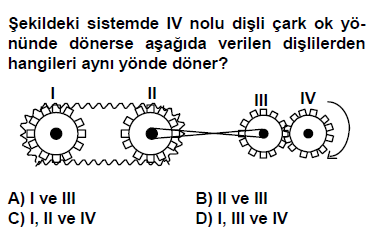 Şekildeki sistemde IV nolu dişli çark ok yö-
nünde dönerse aşağıda verilen dişlilerden
hangileri aynı yönde döner?
I II III IV
A) I ve III B) II ve III
C) I, II ve IV D) I, III ve IV